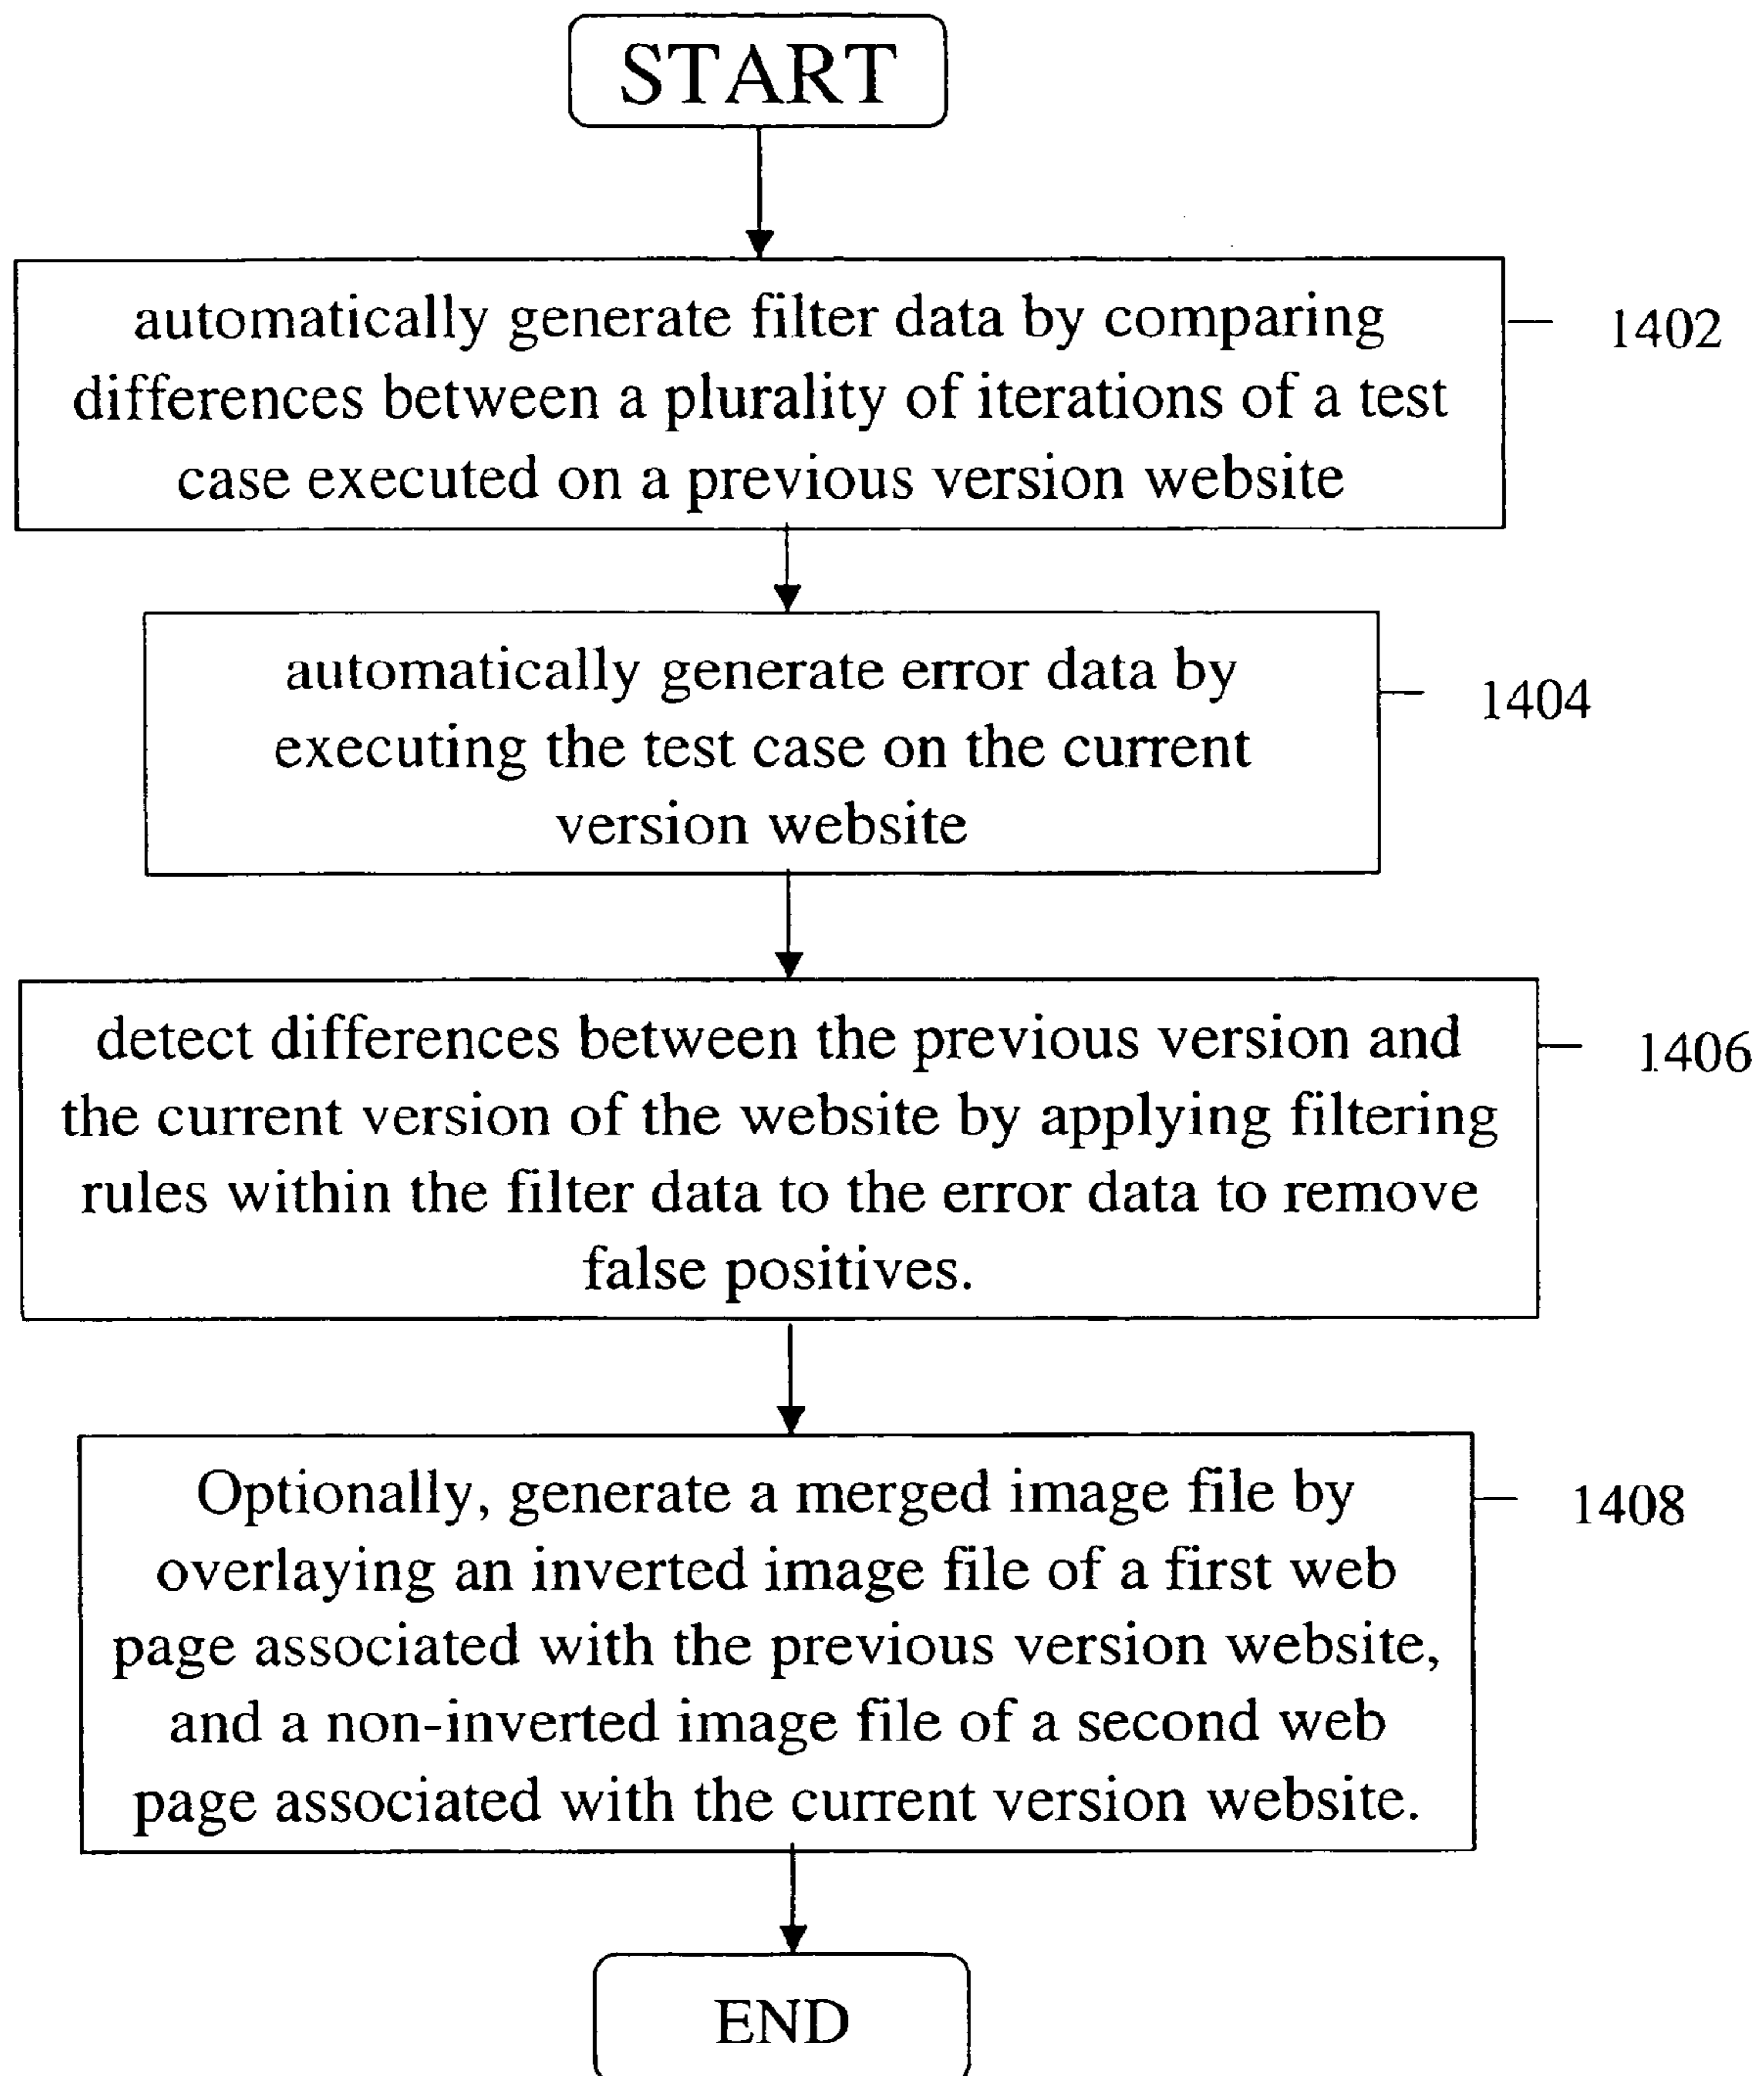 START
automatically generate filter data by comparing
differences between a plurality of iterations of a test
case executed on a previous version website
1402
automatically generate error data by
executing the test case on the current
version website
1404
detect differences between the previous version and
the current version of the website by applying filtering
rules within the filter data to the error data to remove
false positives.
1406
Optionally, generate a merged image file by
overlaying an inverted image file of a first web
page associated with the previous version website,
and a non-inverted image file of a second web
page associated with the current version website.
1408
END